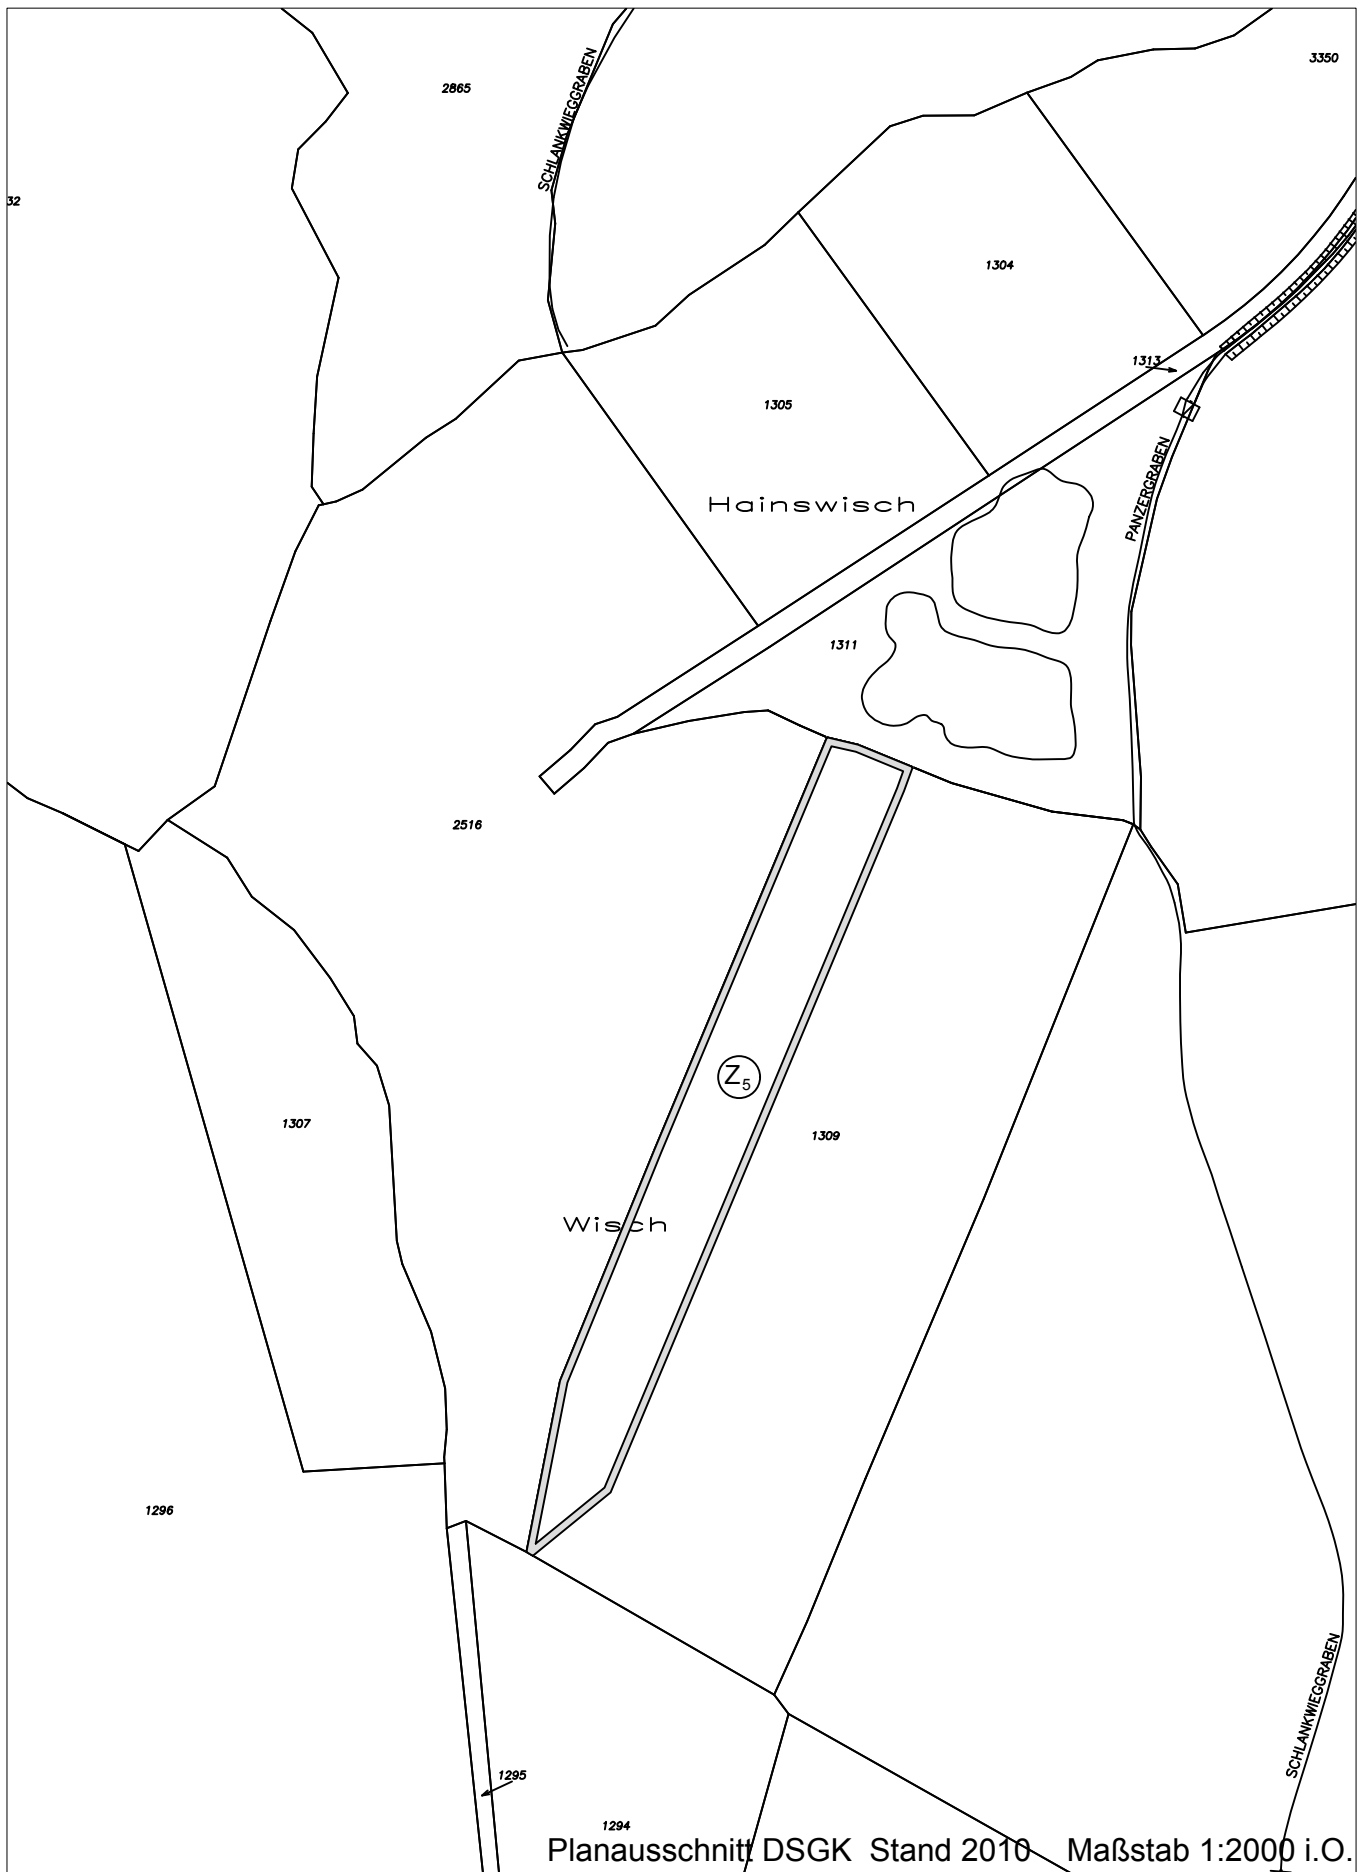 3350
2865
SCHLANKWIEGGRABEN
32
1304
1313
1305
PANZERGRABEN
Hainswisch
1311
2516
Z₅
1307
1309
Wisch
1296
SCHLANKWIEGGRABEN
1295
1294
Planausschnitt DSGK Stand 2010 Maßstab 1:2000 i.O.